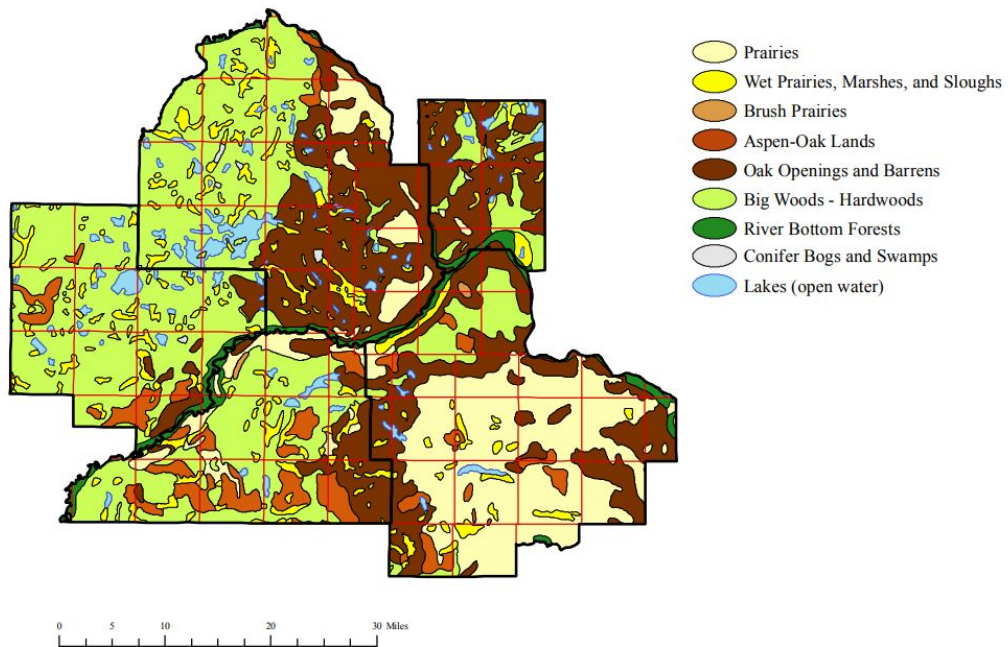 Prairies
Wet Prairies, Marshes, and Sloughs
Brush Prairies
Aspen-Oak Lands
Oak Openings and Barrens
Big Woods - Hardwoods
River Bottom Forests
Conifer Bogs and Swamps
Lakes (open water)
0 5 10 20 30 Miles